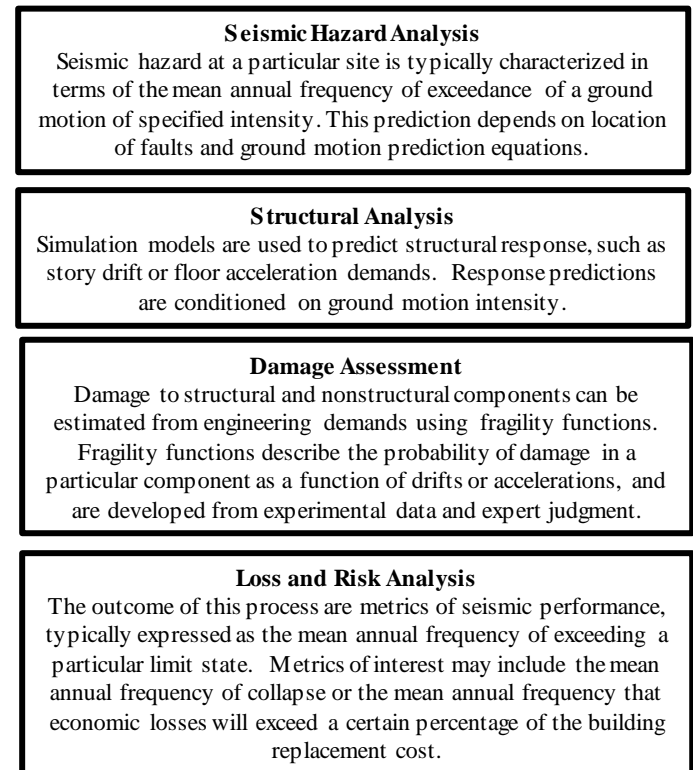 Seismic Hazard Analysis
Seismic hazard at a particular site is typically characterized in
terms of the mean annual frequency of exceedance of a ground
motion of specified intensity. This prediction depends on location
of faults and ground motion prediction equations.
Structural Analysis
Simulation models are used to predict structural response, such as
story drift or floor acceleration demands. Response predictions
are conditioned on ground motion intensity.
Damage Assessment
Damage to structural and nonstructural components can be
estimated from engineering demands using fragility functions.
Fragility functions describe the probability of damage in a
particular component as a function of drifts or accelerations, and
are developed from experimental data and expert judgment.
Loss and Risk Analysis
The outcome of this process are metrics of seismic performance,
typically expressed as the mean annual frequency of exceeding a
particular limit state. Metrics of interest may include the mean
annual frequency of collapse or the mean annual frequency that
economic losses will exceed a certain percentage of the building
replacement cost.